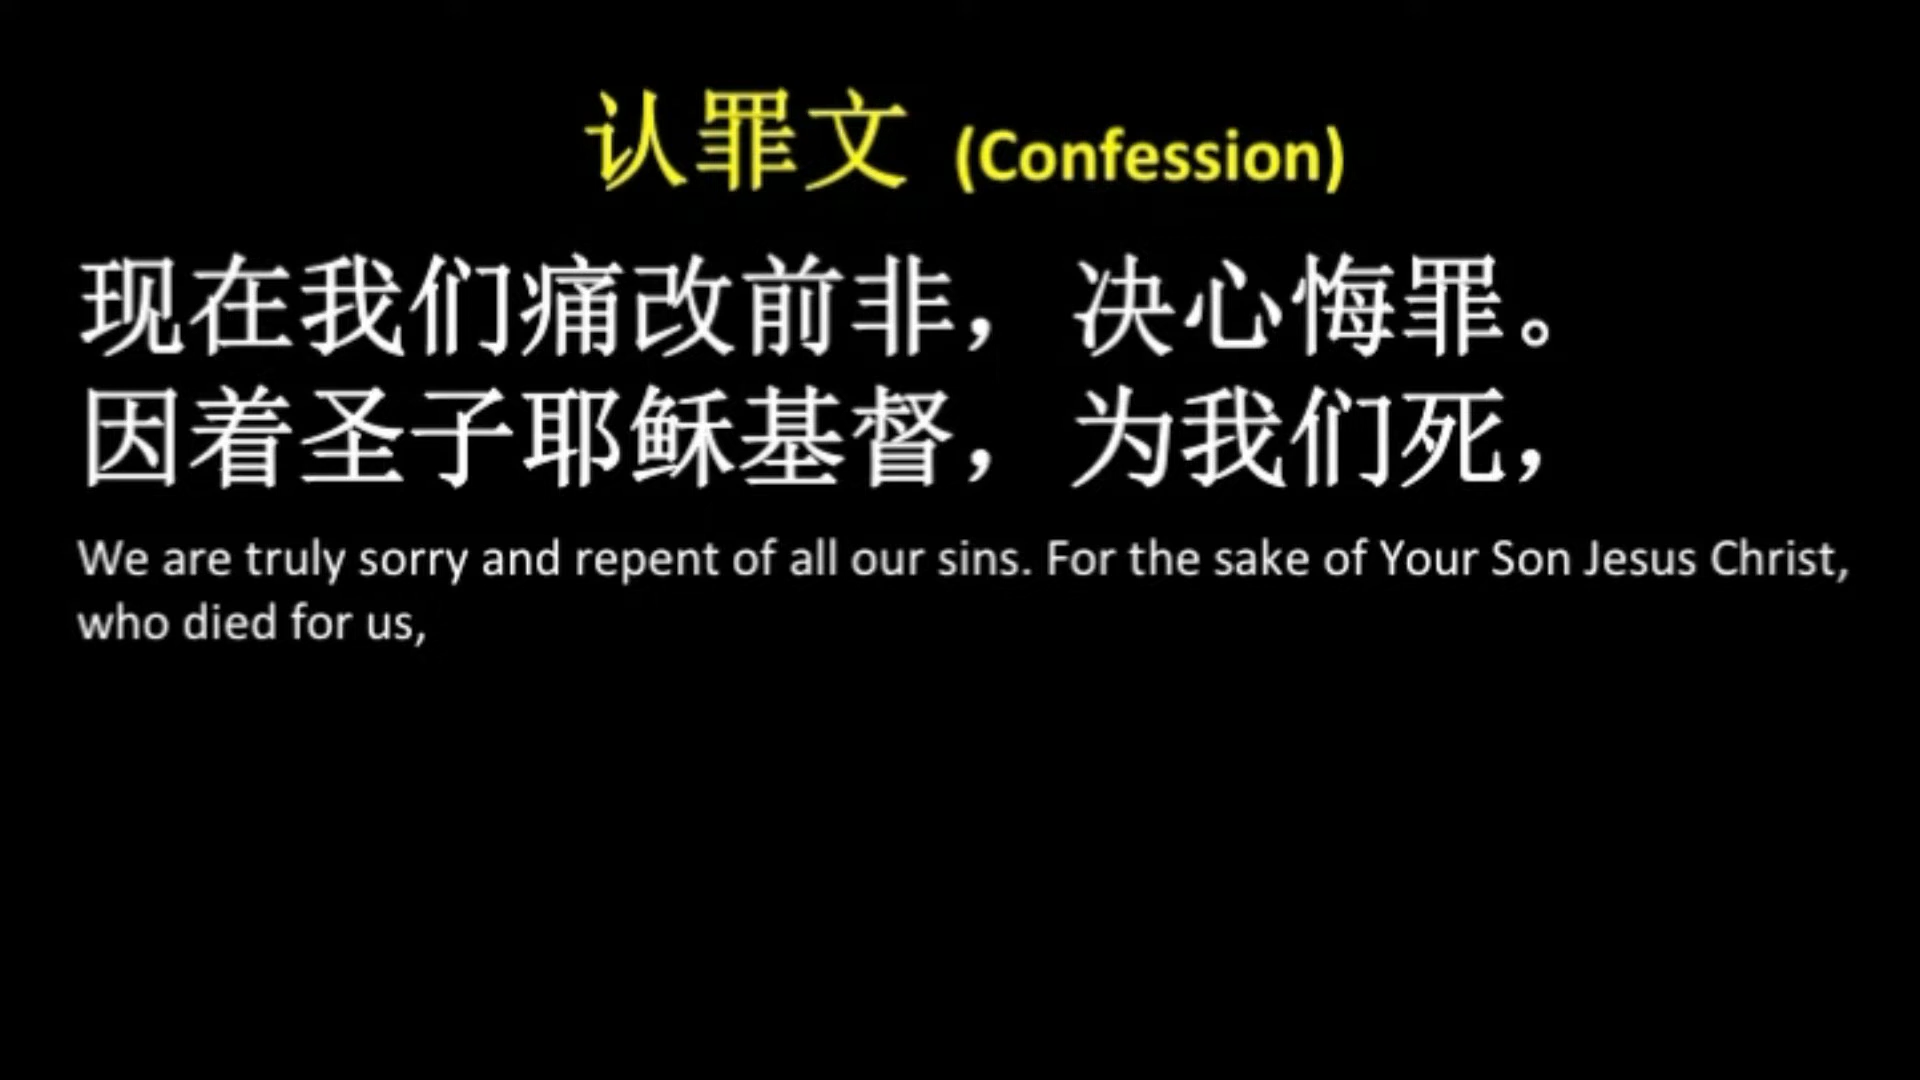 认罪文 (Confession)
现在我们痛改前非，决心悔罪。
因着圣子耶稣基督，为我们死，
We are truly sorry and repent of all our sins. For the sake of Your Son Jesus Christ,
who died for us,